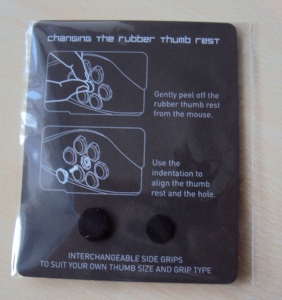 changing the rubber thumb rest
Gently peel off the
rubber thumb rest
from the mouse.
Use the
indentation to
align the thumb
rest and the hole.
INTERCHANGEABLE SIDE GRIPS
TO SUIT YOUR OWN THUMB SIZE AND GRIP TYPE